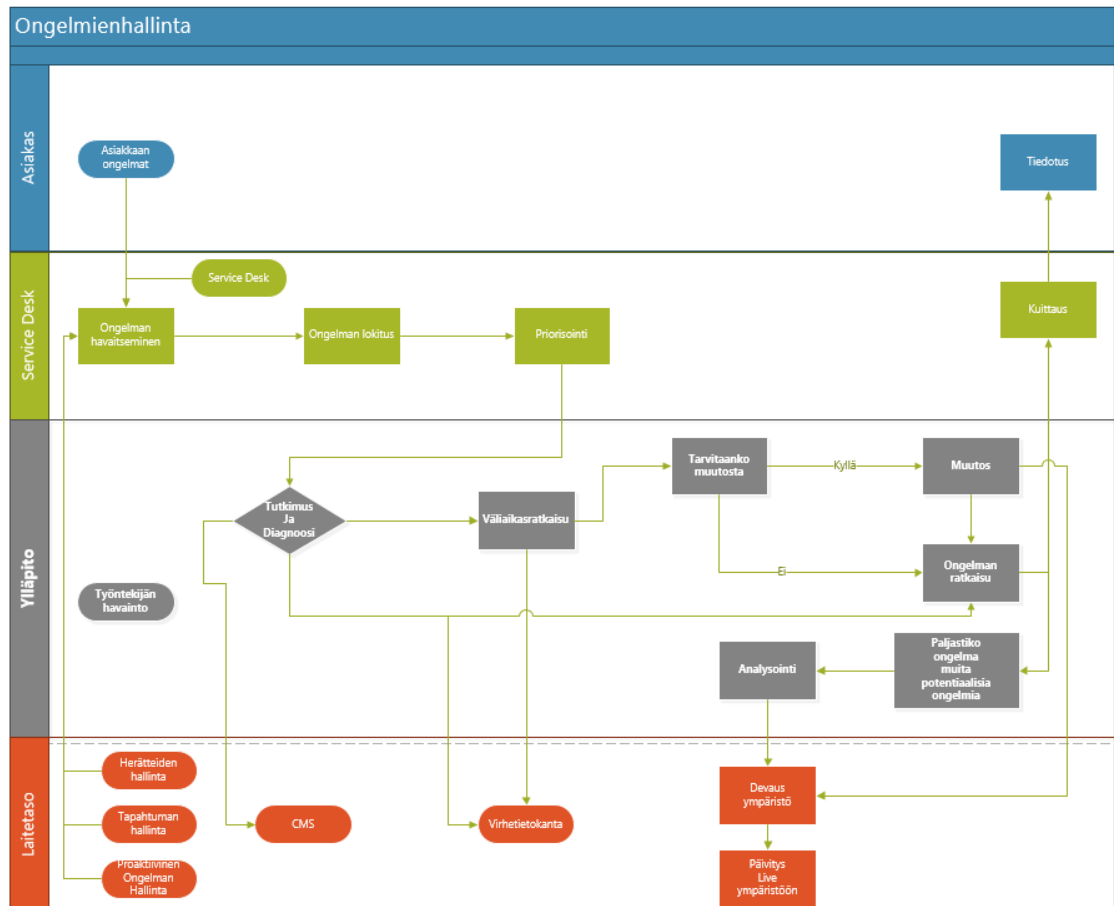 Ongelmienhallinta
Asiakas
Asiakkaan
ongelmat
Tiedotus
Service Desk
Service Desk
Ongelman
havaitseminen
Ongelman lokitus
Priorisointi
Kuittaus
Ylläpito
Tutkimus
Ja
Diagnoosi
Väliaikasratkaisu
Tarvitaanko
muutosta
Kyllä
Muutos
Ei
Ongelman
ratkaisu
Työntekijän
havainto
Analysointi
Paljastiko
ongelma
muita
potentiaalisia
ongelmia
Laitetaso
Herätteiden
hallinta
Tapahtuman
hallinta
Proaktiivinen
Ongelman
Hallinta
CMS
Virhetietokanta
Devaus
ympäristö
Päivitys
Live
ympäristöön